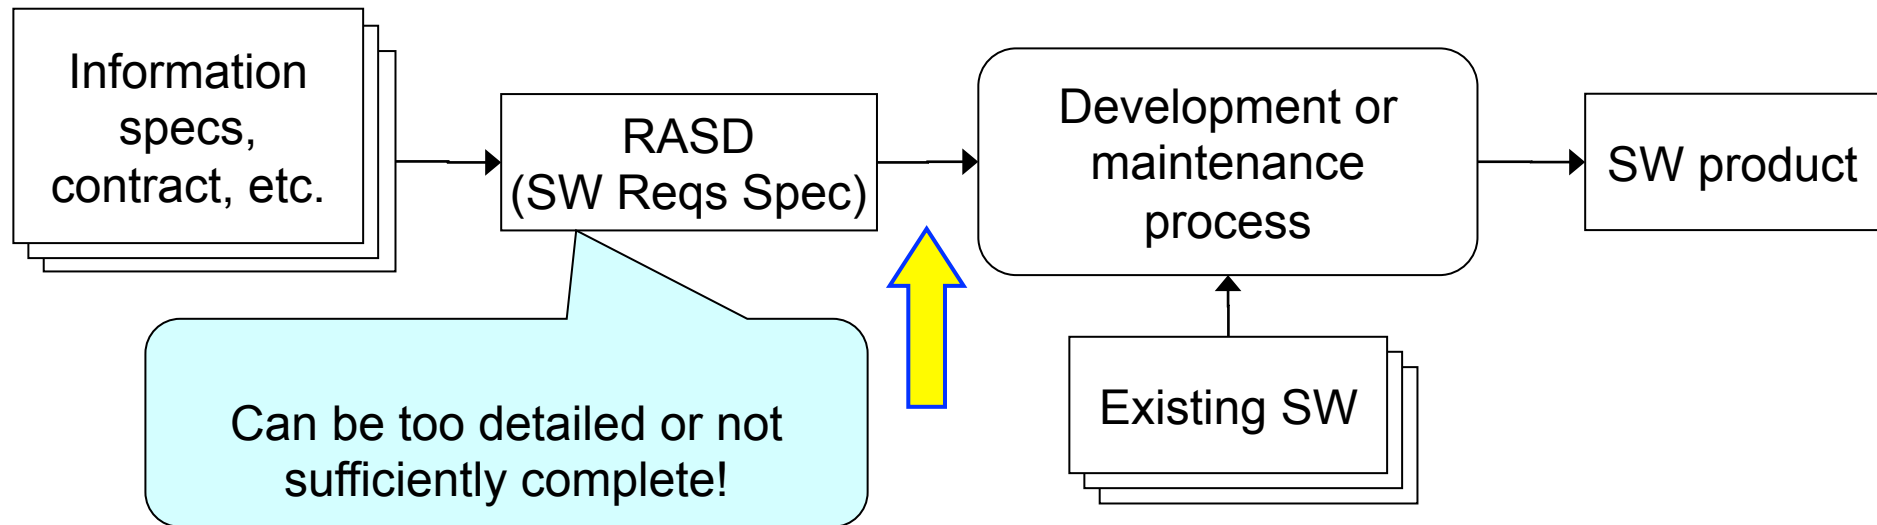 Information
specs,
contract, etc.
RASD
(SW Reqs Spec)
Development or
maintenance
process
SW product
Can be too detailed or not
sufficiently complete!
Existing SW